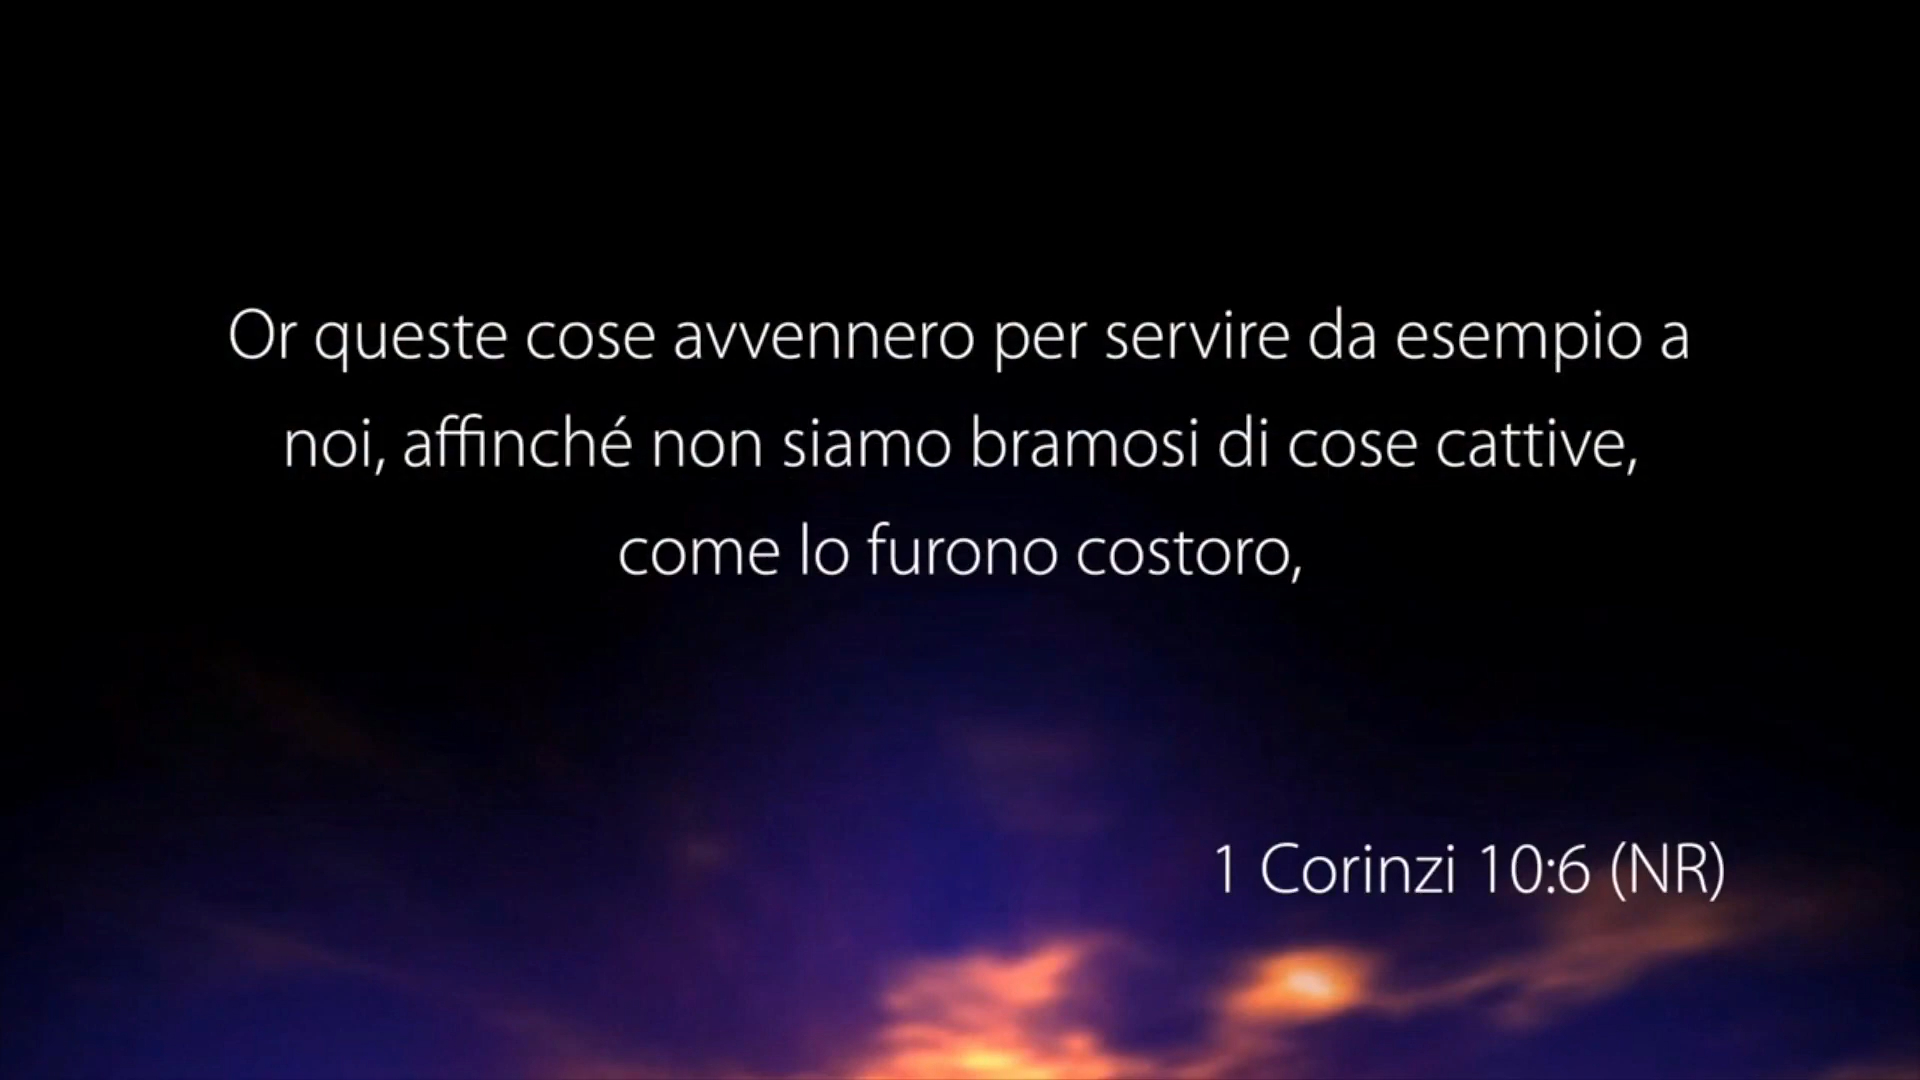 Or queste cose avvennero per servire da esempio a
noi, affinché non siamo bramosi di cose cattive,
come lo furono costoro,
1 Corinzi 10:6 (NR)